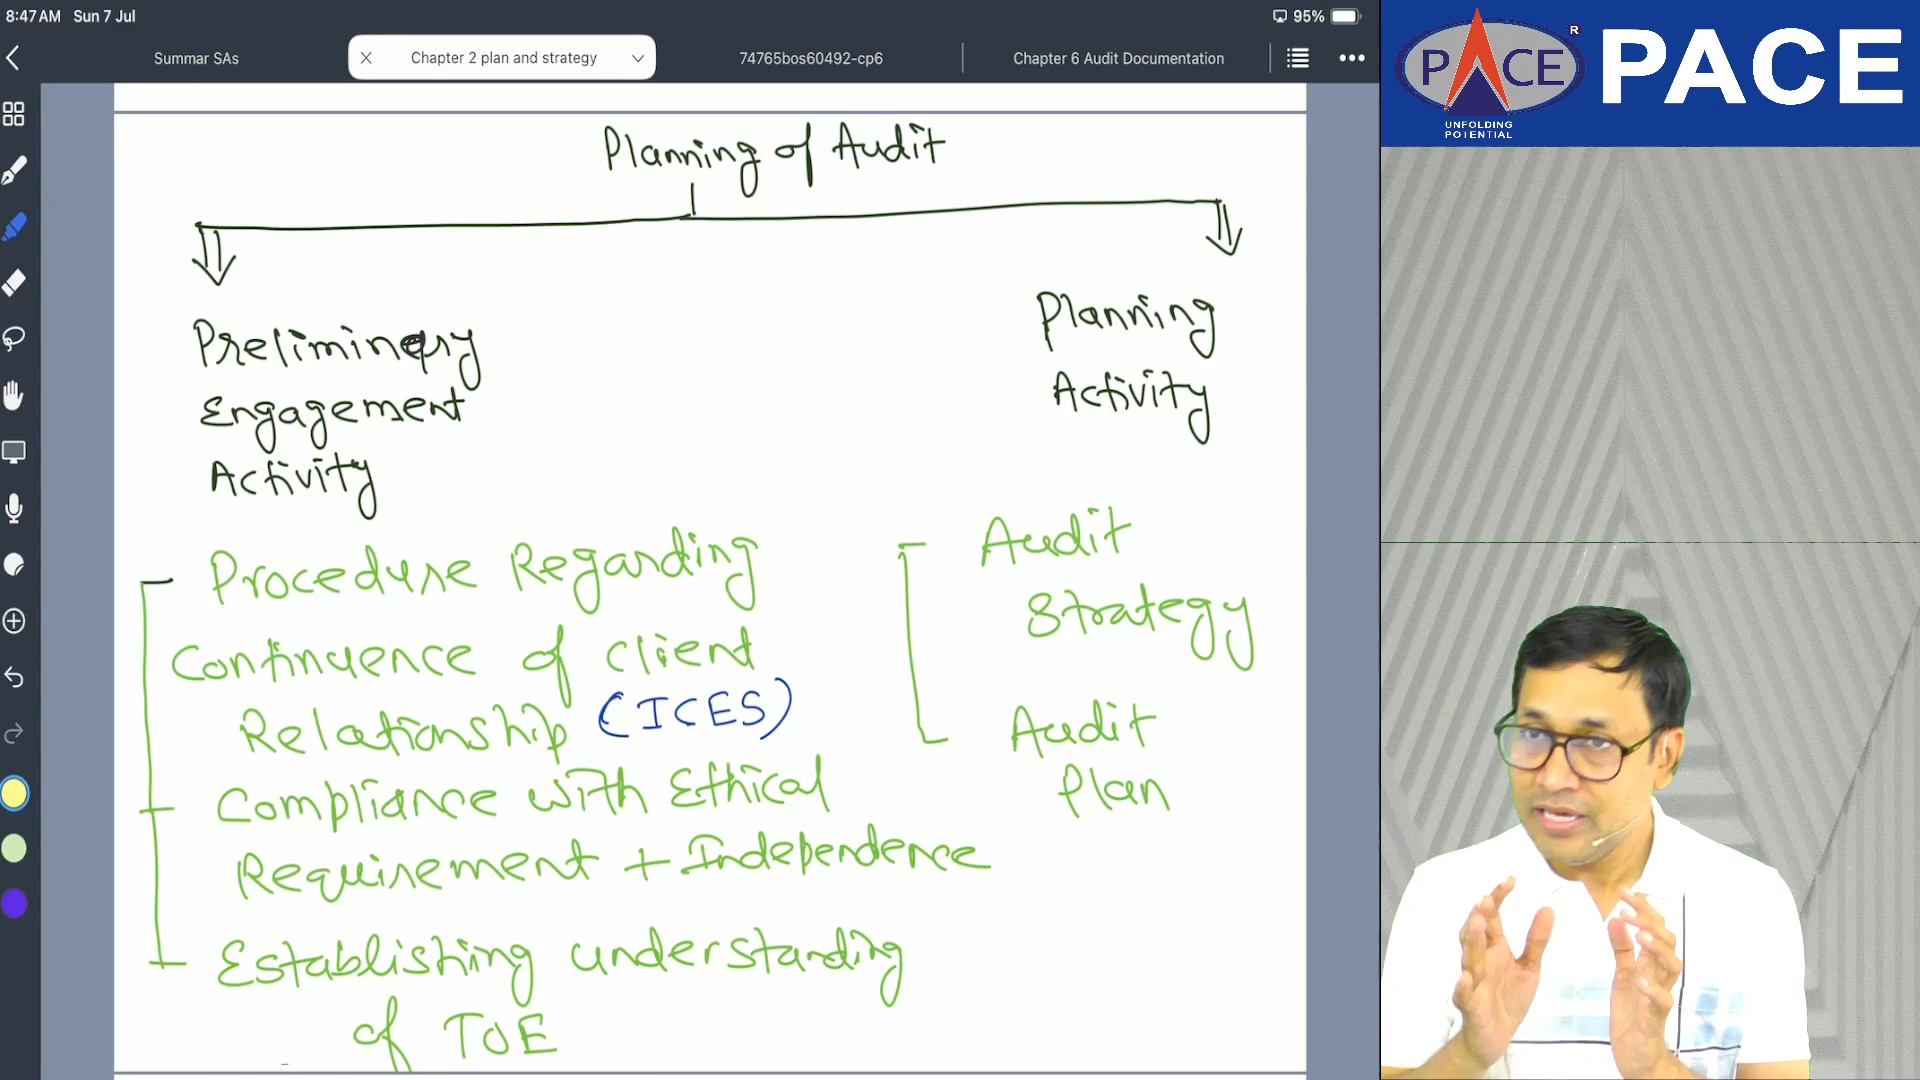 8:47 AM Sun 7 Jul
95%
Summar SAs
Chapter 2 plan and strategy
74765bos60492-cp6
Chapter 6 Audit Documentation
PACE
®
UNFOLDING
POTENTIAL
PACE
Planning of Audit
Preliminary
Engagement
Activity
Procedure Regarding
Continuence of client
Relationship (ICES)
Compliance with Ethical
Requirement + Independence
Establishing understanding
of TOE
Planning
Activity
Audit
Strategy
Audit
Plan